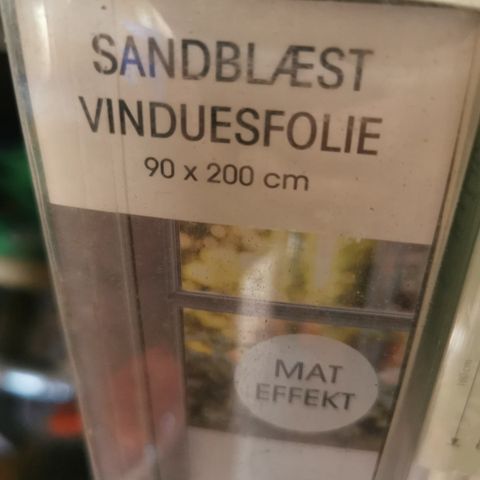 SANDBLÆST
VINDUESFOLIE
90 x 200 cm
MAT
EFFEKT